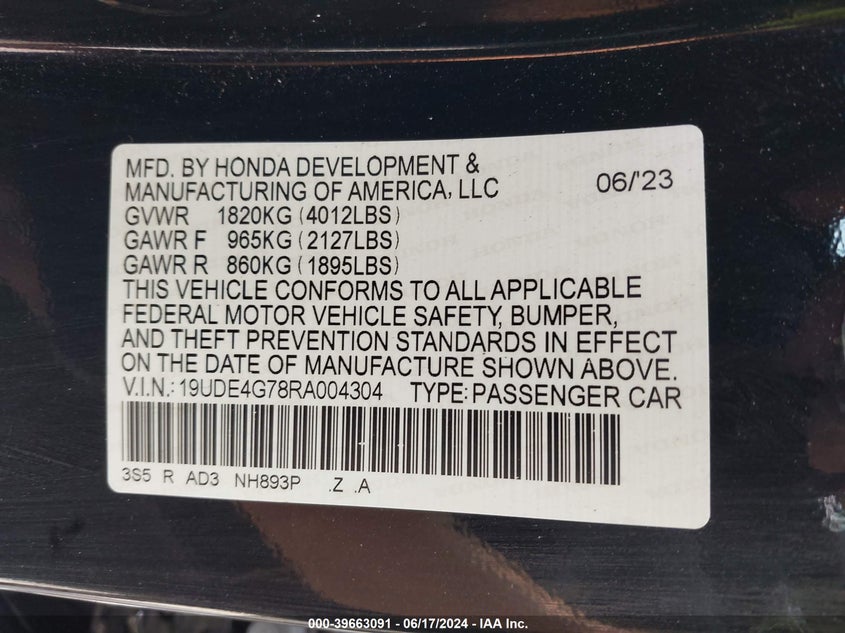 MFD. BY HONDA DEVELOPMENT &
MANUFACTURING OF AMERICA, LLC 06/'23
GVWR 1820KG (4012LBS)
GAWR F 965KG (2127LBS)
GAWR R 860KG (1895LBS)
THIS VEHICLE CONFORMS TO ALL APPLICABLE
FEDERAL MOTOR VEHICLE SAFETY, BUMPER,
AND THEFT PREVENTION STANDARDS IN EFFECT
ON THE DATE OF MANUFACTURE SHOWN ABOVE.
V.I.N.: 19UDE4G78RA004304 TYPE: PASSENGER CAR
3S5 R AD3 NH893P .Z .A
000-39663091 - 06/17/2024 - IAA Inc.